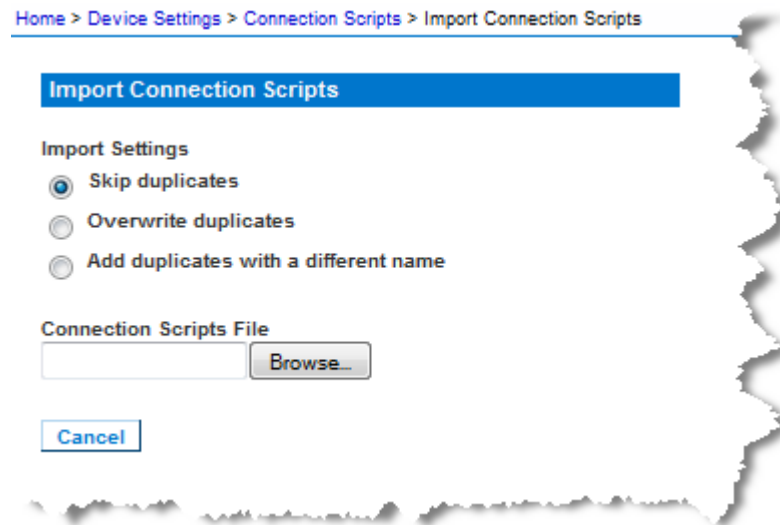 Home > Device Settings > Connection Scripts > Import Connection Scripts
Import Connection Scripts
Import Settings
Skip duplicates
Overwrite duplicates
Add duplicates with a different name
Connection Scripts File
Browse...
Cancel